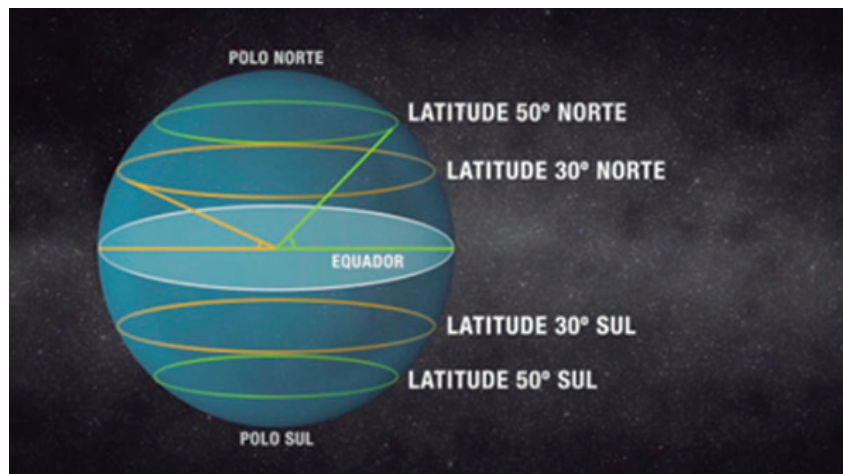 POLO NORTE
LATITUDE 50º NORTE
LATITUDE 30º NORTE
EQUADOR
LATITUDE 30º SUL
LATITUDE 50º SUL
POLO SUL